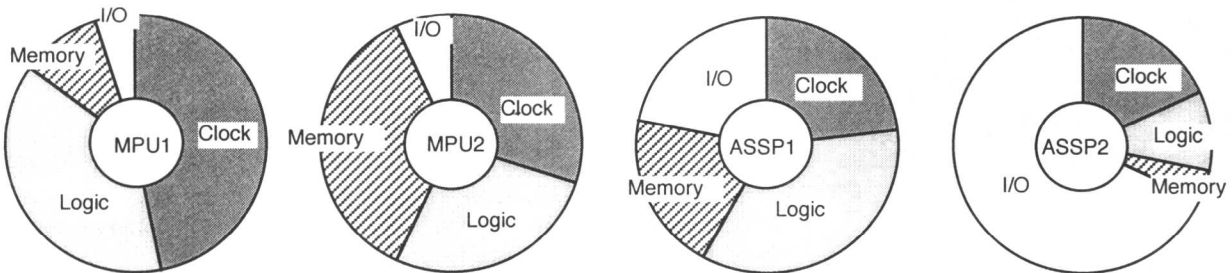 I/O
Memory
Clock
MPU1
Logic
I/O
Memory
Clock
MPU2
Logic
I/O
Clock
ASSP1
Memory
Logic
Clock
Logic
ASSP2
I/O
Memory